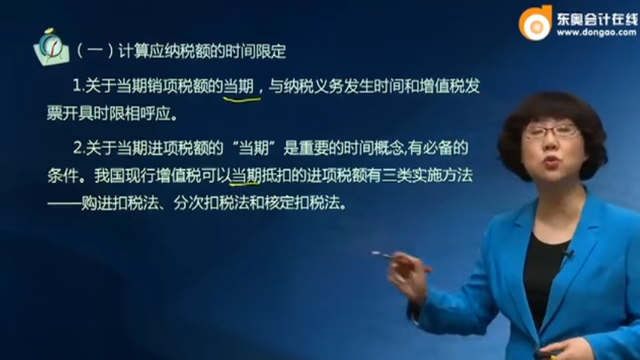 东奥会计在线
www.dongao.com
（一）计算应纳税额的时间限定
1.关于当期销项税额的当期，与纳税义务发生时间和增值税发
票开具时限相呼应。
2.关于当期进项税额的“当期”是重要的时间概念,有必备的
条件。我国现行增值税可以当期抵扣的进项税额有三类实施方法
——购进扣税法、分次扣税法和核定扣税法。